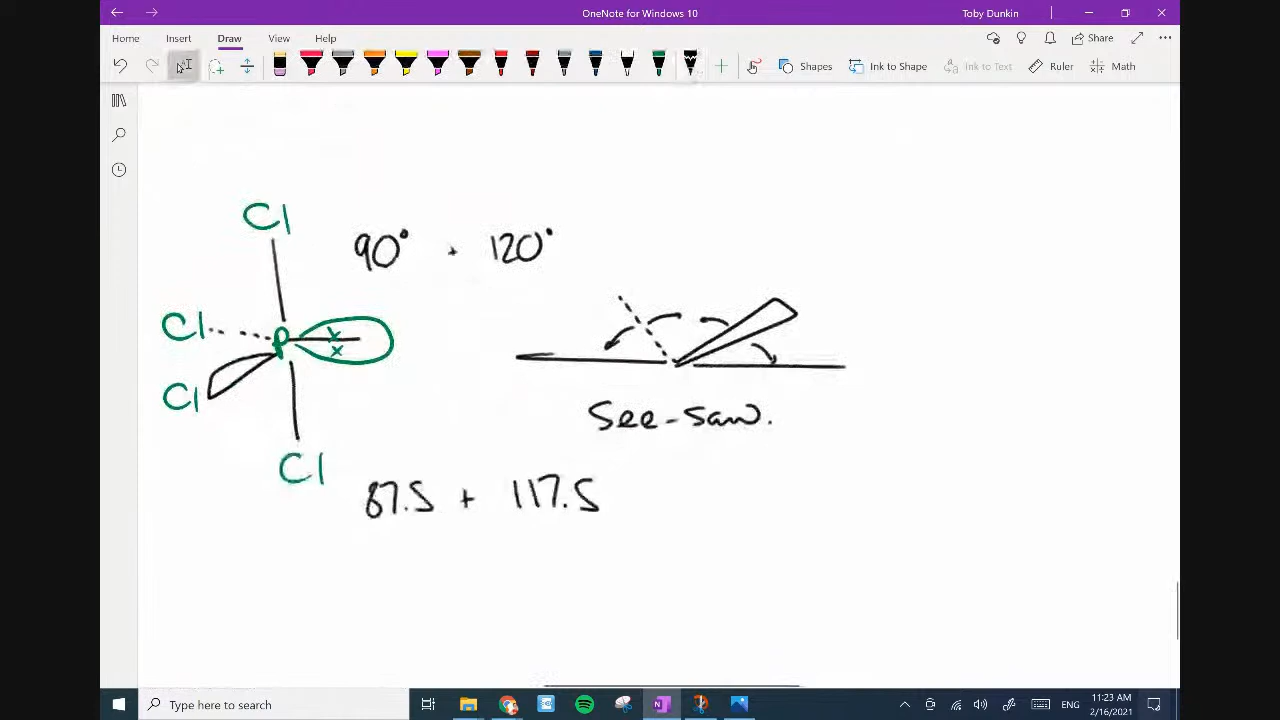 OneNote for Windows 10
Toby Dunkin
Home Insert Draw View Help
Share
Shapes Ink to Shape Ink to Text Ruler Math
Cl
90° + 120°
Cl
P x x
Cl
See-saw.
Cl
87.5 + 117.5
Type here to search
ENG
11:23 AM
2/16/2021